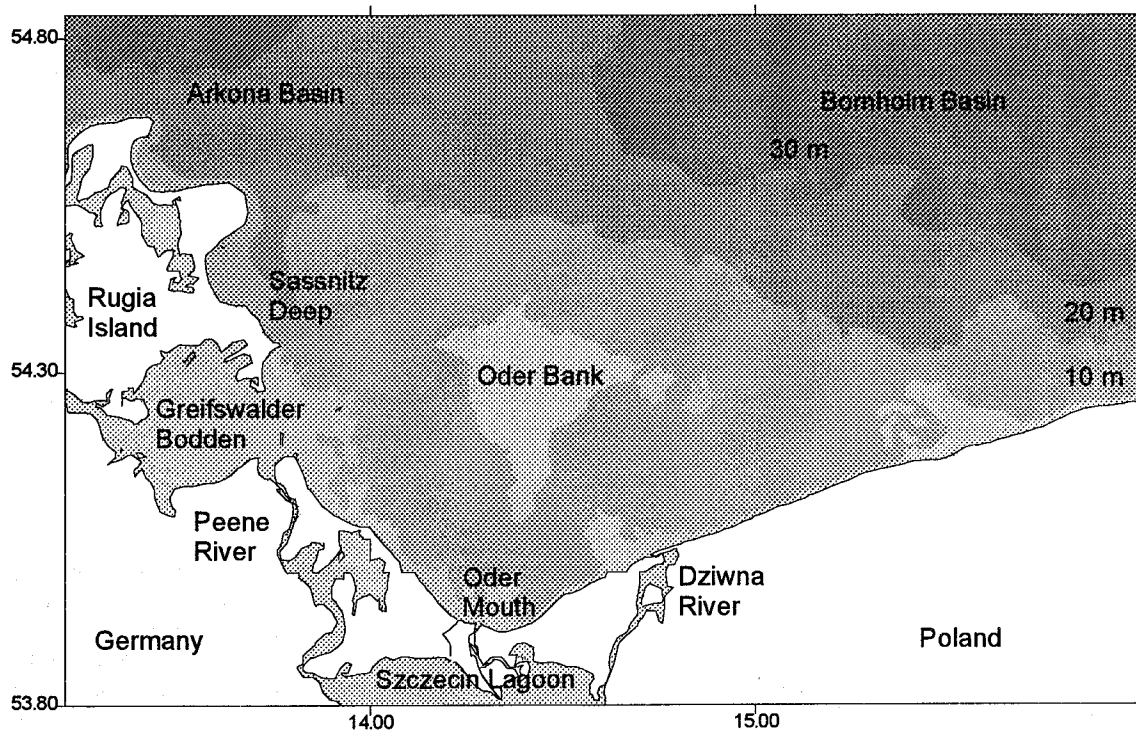 54.80
Arkona Basin
Bornholm Basin
30 m
Sassnitz
Deep
Rugia
Island
20 m
54.30
Oder Bank
10 m
Greifswalder
Bodden
Peene
River
Oder
Mouth
Dziwna
River
Germany
Poland
Szczecin Lagoon
53.80
14.00
15.00